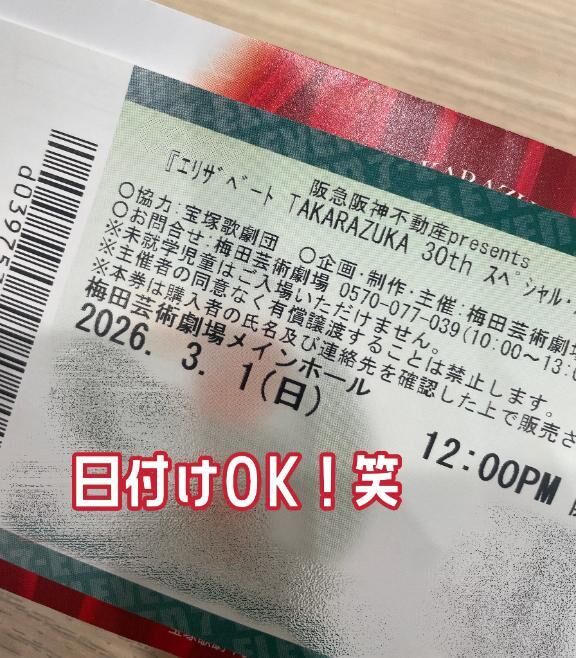 KARAZU
阪急阪神不動産presents
『エリザベート TAKARAZUKA 30th スペシャル・
○協力:宝塚歌劇団 ○企画・制作・主催:梅田芸術劇場
○お問合せ:梅田芸術劇場 0570-077-039(10:00〜13:0
※未就学児童はご入場いただけません。
※主催者の同意なく有償譲渡することは禁止します。
※本券は購入者の氏名及び連絡先を確認した上で販売さ
梅田芸術劇場メインホール
2026. 3. 1(日)
12:00PM
日付けOK!笑